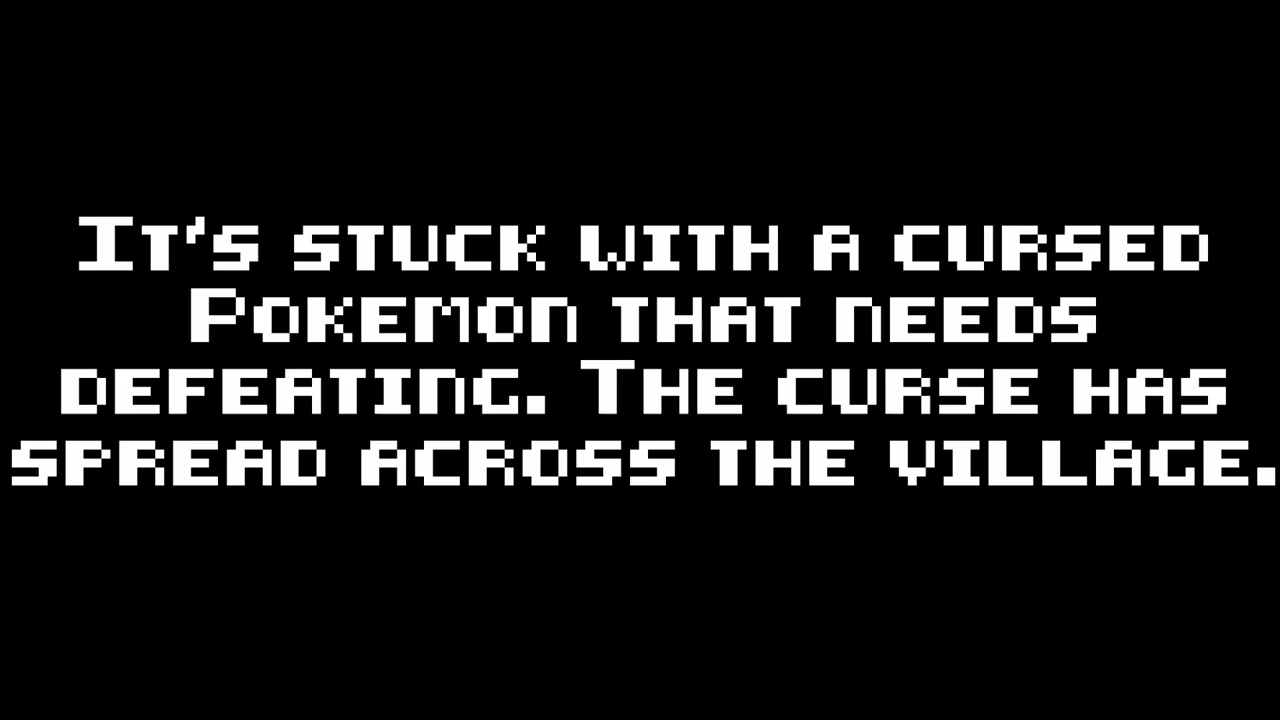 It's stuck with a cursed
Pokemon that needs
defeating. The curse has
spread across the village.